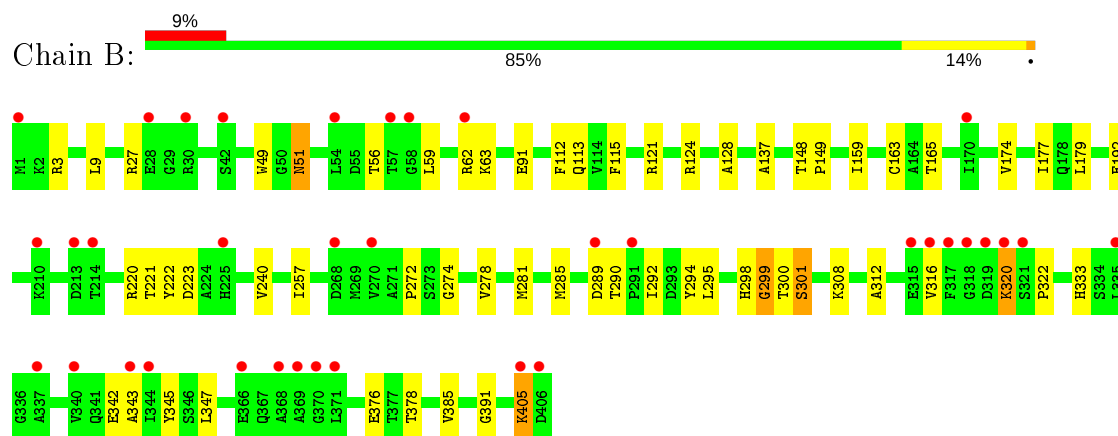 9%
Chain B:
85% 14% •
M1 K2 R3 L9 R27 E28 G29 R30 S42 W49 G50 N51 L54 D55 T56 T57 G58 L59 R62 K63 E91 F112 Q113 V114 F115 R121 R124 A128 A137 T148 P149 I159 C163 A164 T165 I170 V174 I177 Q178 L179
K210 D213 T214 R220 T221 Y222 D223 A224 H225 V240 I257 D268 M269 V270 A271 P272 S273 G274 V278 M281 M285 D289 T290 P291 I292 D293 Y294 L295 H298 G299 T300 S301 K308 A312 E315 V316 F317 G318 D319 K320 S321 P322 H333 S334 L335
G336 A337 V340 Q341 E342 A343 I344 Y345 S346 L347 E366 Q367 A368 A369 G370 L371 E376 T377 T378 V385 G391 K405 D406